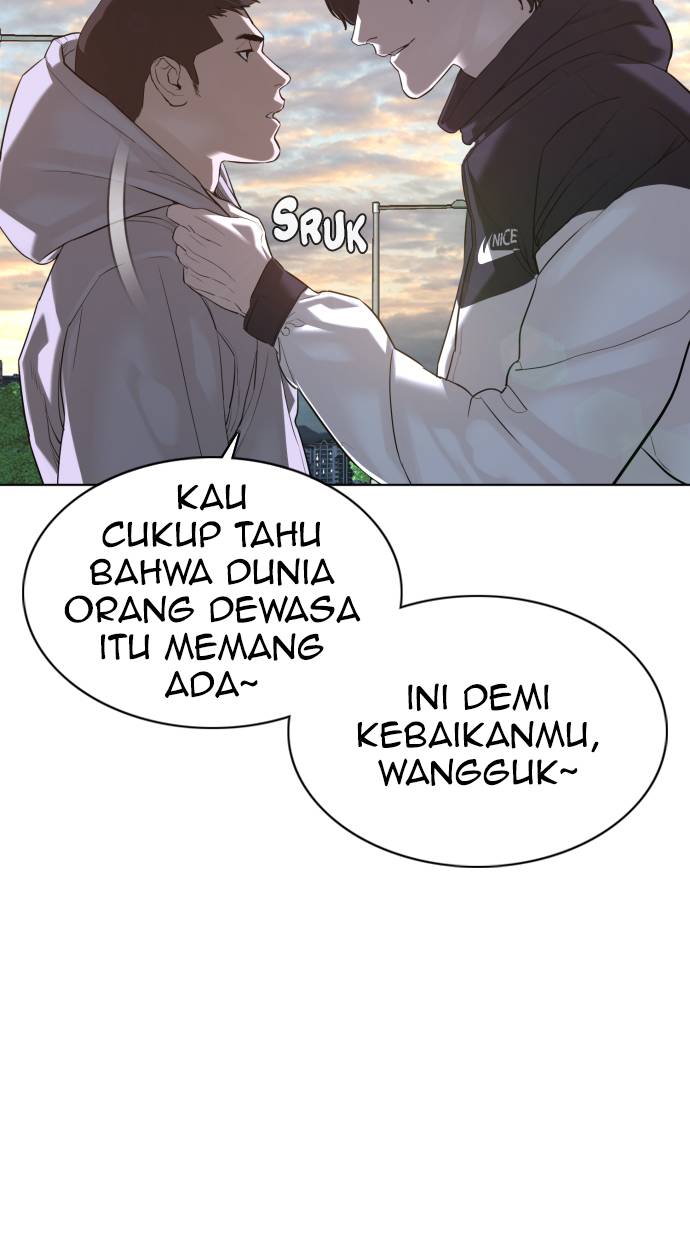 SRUK
NICE
KAU
CUKUP TAHU
BAHWA DUNIA
ORANG DEWASA
ITU MEMANG
ADA~
INI DEMI
KEBAIKANMU,
WANGGUK~